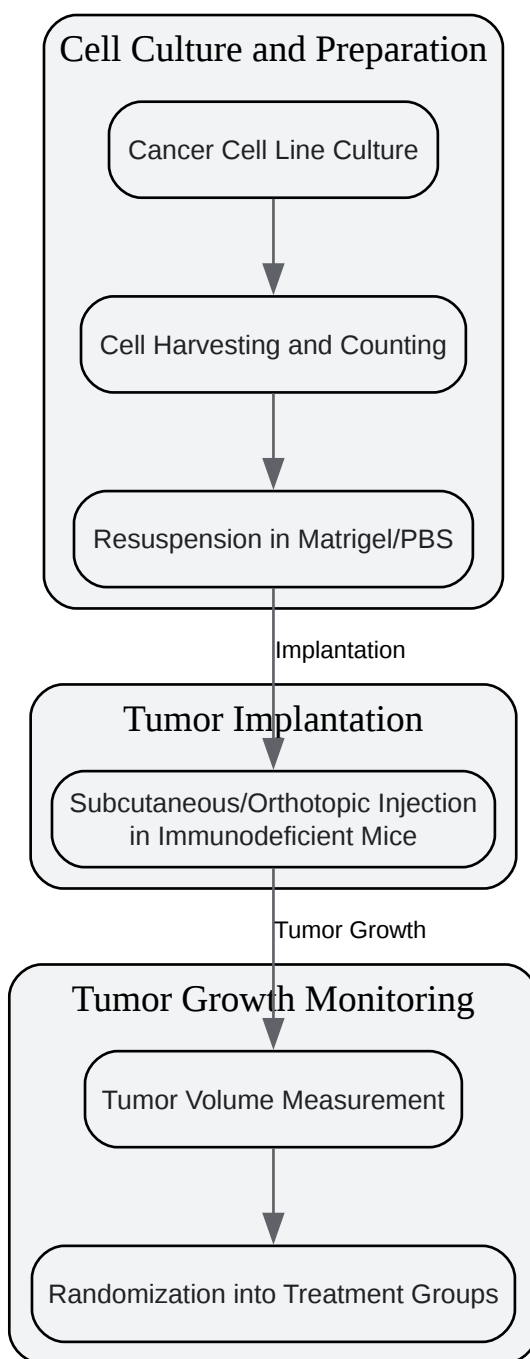 Cell Culture and Preparation
Cancer Cell Line Culture
Cell Harvesting and Counting
Resuspension in Matrigel/PBS
Implantation
Tumor Implantation
Subcutaneous/Orthotopic Injection
in Immunodeficient Mice
Tumor Growth
Tumor Growth Monitoring
Tumor Volume Measurement
Randomization into Treatment Groups